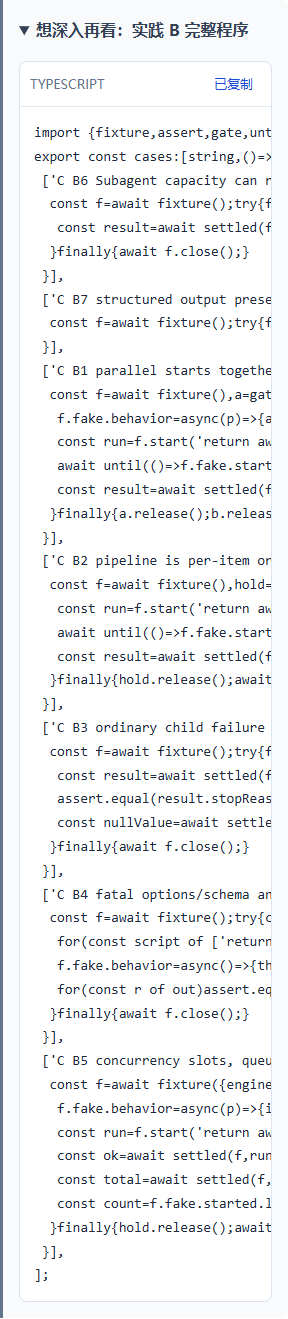 ▼ 想深入再看：实践 B 完整程序
TYPESCRIPT
已复制
import {fixture,assert,gate,unt
export const cases:[string,()=>
['C B6 Subagent capacity can r
const f=await fixture();try{f
const result=await settled(f
}finally{await f.close();}
}],
['C B7 structured output prese
const f=await fixture();try{f
}],
['C B1 parallel starts togethe
const f=await fixture(),a=gat
f.fake.behavior=async(p)=>{a
const run=f.start('return aw
await until(()=>f.fake.start
const result=await settled(f
}finally{a.release();b.releas
}],
['C B2 pipeline is per-item or
const f=await fixture(),hold=
const run=f.start('return aw
await until(()=>f.fake.start
const result=await settled(f
}finally{hold.release();await
}],
['C B3 ordinary child failure
const f=await fixture();try{f
const result=await settled(f
assert.equal(result.stopReas
const nullValue=await settle
}finally{await f.close();}
}],
['C B4 fatal options/schema an
const f=await fixture();try{c
for(const script of ['return
f.fake.behavior=async()=>{th
for(const r of out)assert.eq
}finally{await f.close();}
}],
['C B5 concurrency slots, queu
const f=await fixture({engine
f.fake.behavior=async(p)=>{i
const run=f.start('return aw
const ok=await settled(f,run
const total=await settled(f,
const count=f.fake.started.l
}finally{hold.release();await
}],
];